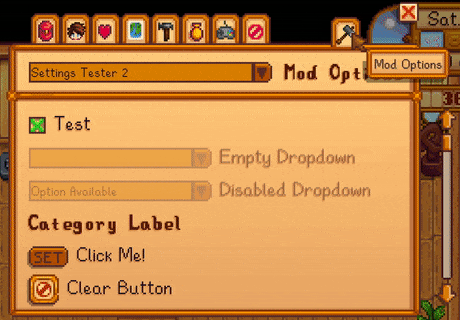 Sat.
Settings Tester 2
Mod Opt
Mod Options
Test
Empty Dropdown
Option Available
Disabled Dropdown
Category Label
SET
Click Me!
Clear Button